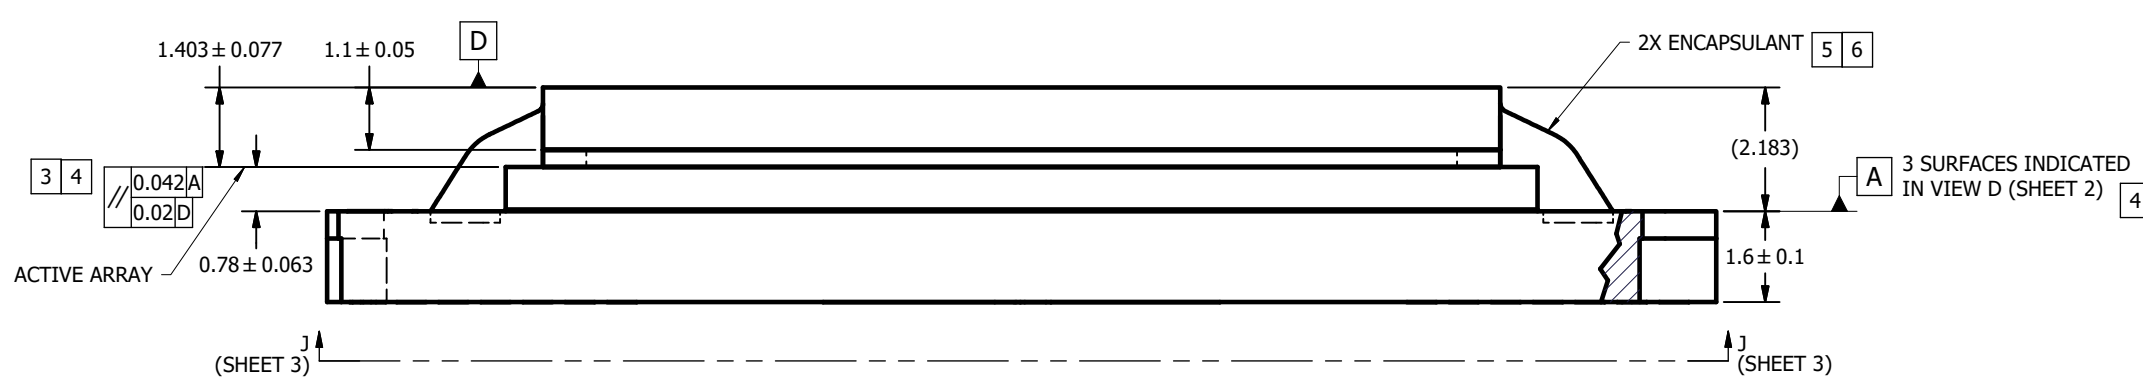 1.403 ± 0.077
1.1 ± 0.05
D
2X ENCAPSULANT 5 6
(2.183)
3 4
// 0.042 A
0.02 D
A 3 SURFACES INDICATED
IN VIEW D (SHEET 2) 4
ACTIVE ARRAY
0.78 ± 0.063
1.6 ± 0.1
J
(SHEET 3)
J
(SHEET 3)